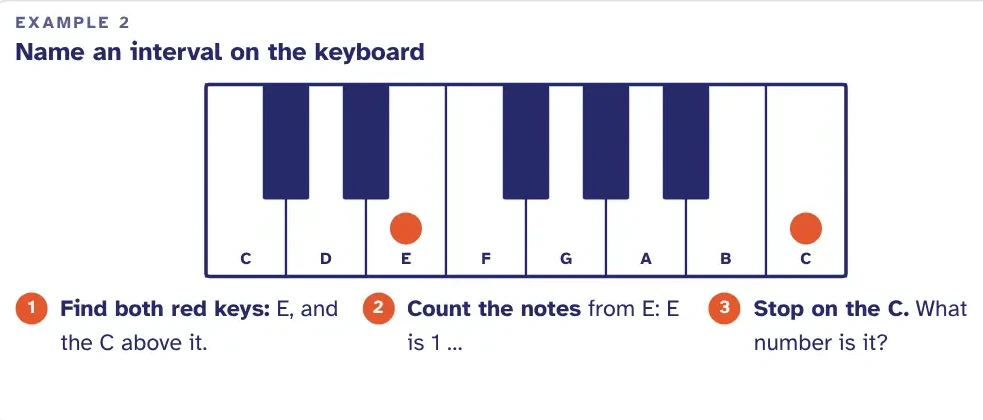 EXAMPLE 2
Name an interval on the keyboard
C D E F G A B C
1 Find both red keys: E, and
the C above it.
2 Count the notes from E: E
is 1 ...
3 Stop on the C. What
number is it?